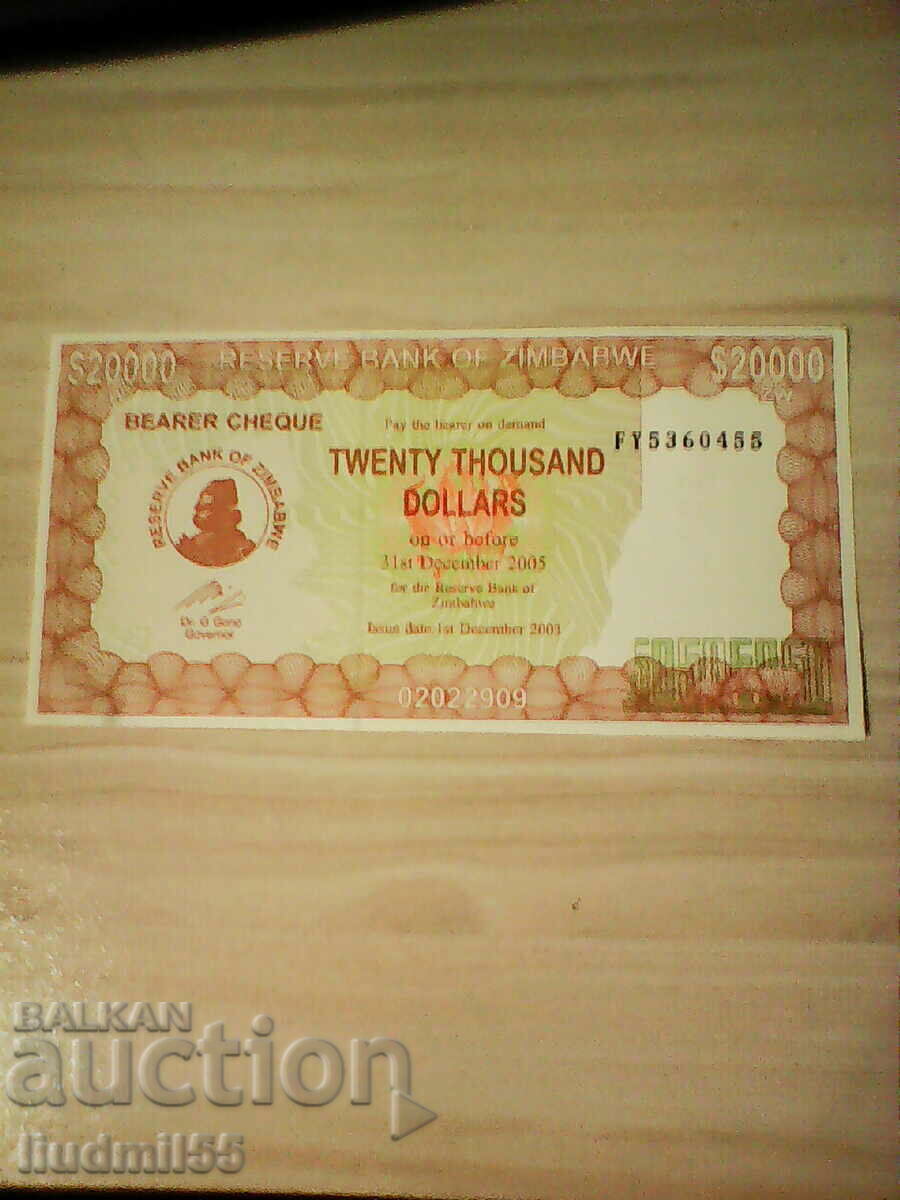 $20000 RESERVE BANK OF ZIMBABWE $20000
ZW
BEARER CHEQUE
Pay the bearer on demand
FY5360455
RESERVE BANK OF ZIMBABWE
TWENTY THOUSAND
DOLLARS
on or before
31st December 2005
for the Reserve Bank of
Zimbabwe
Dr. G Gono
Governor
Issue date 1st December 2003
02022909
BALKAN
auction
liudmil55